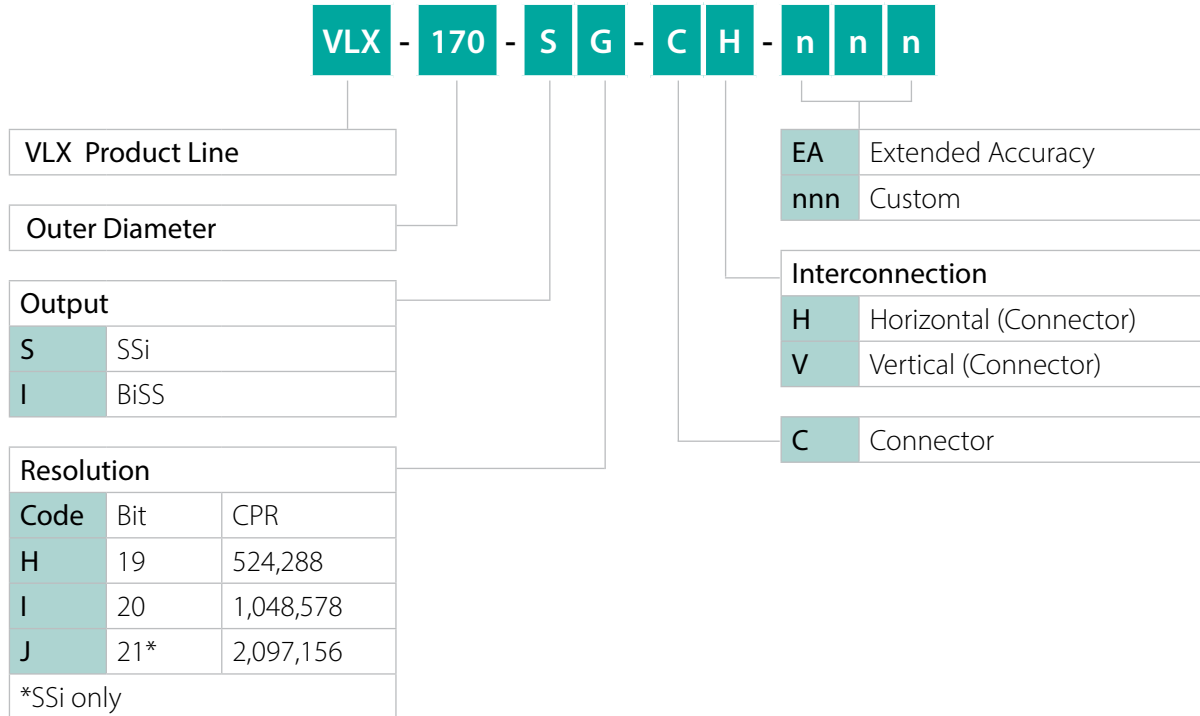 VLX - 170 - S G - C H - n n n
VLX Product Line
Outer Diameter
Output
S SSi
I BiSS
Resolution
Code Bit CPR
H 19 524,288
I 20 1,048,578
J 21* 2,097,156
*SSi only
EA Extended Accuracy
nnn Custom
Interconnection
H Horizontal (Connector)
V Vertical (Connector)
C Connector